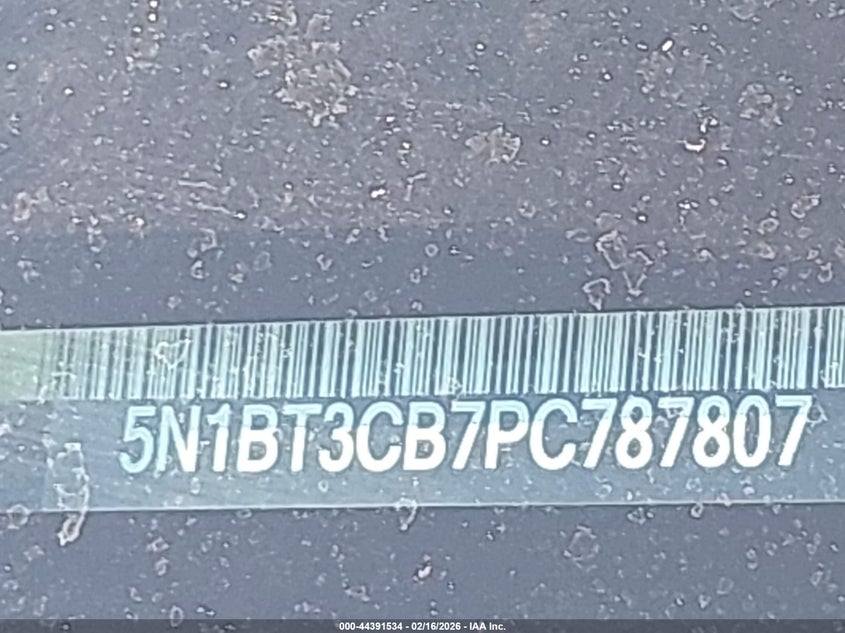 5N1BT3CB7PC787807
000-44391534 - 02/16/2026 - IAA Inc.